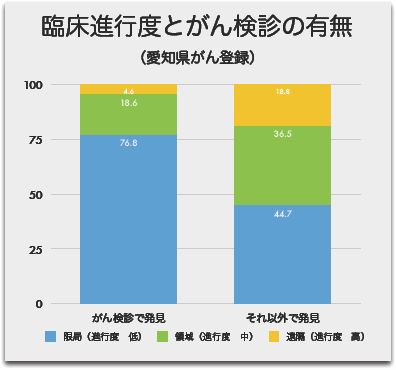 臨床進行度とがん検診の有無
（愛知県がん登録）
100
4.6
18.8
18.6
75
36.5
76.8
50
44.7
25
0
がん検診で発見 それ以外で発見
限局（進行度 低） 領域（進行度 中） 遠隔（進行度 高）